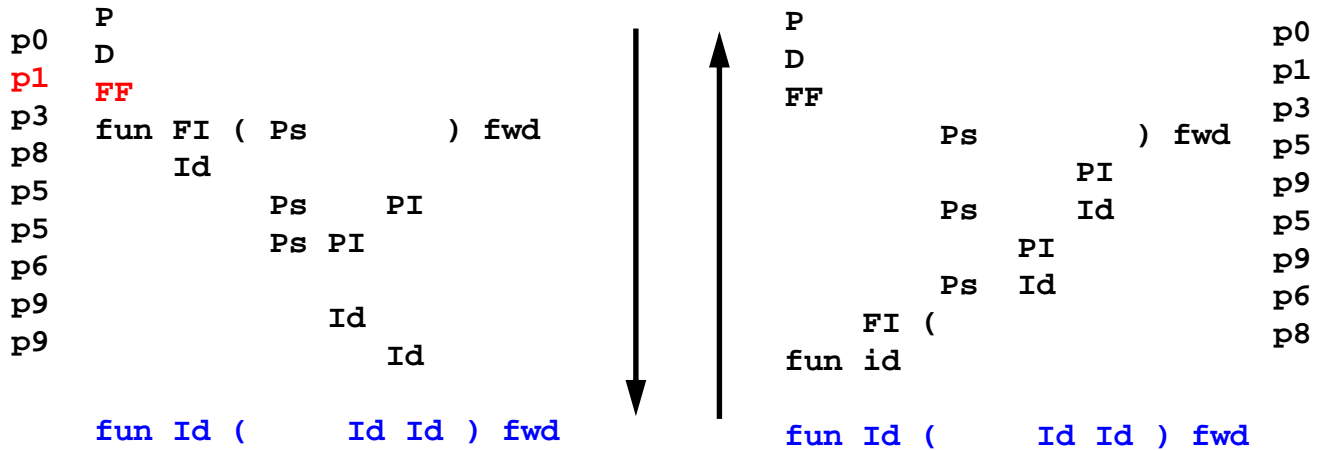 P
p0
D
p1
FF
p3
fun FI ( Ps ) fwd
p8
Id
p5
Ps PI
p5
Ps PI
p6
p9
Id
p9
Id
fun Id ( Id Id ) fwd
P
p0
D
p1
FF
p3
Ps ) fwd
p5
PI
p9
Ps Id
p5
PI
p9
Ps Id
p6
FI (
p8
fun id
fun Id ( Id Id ) fwd